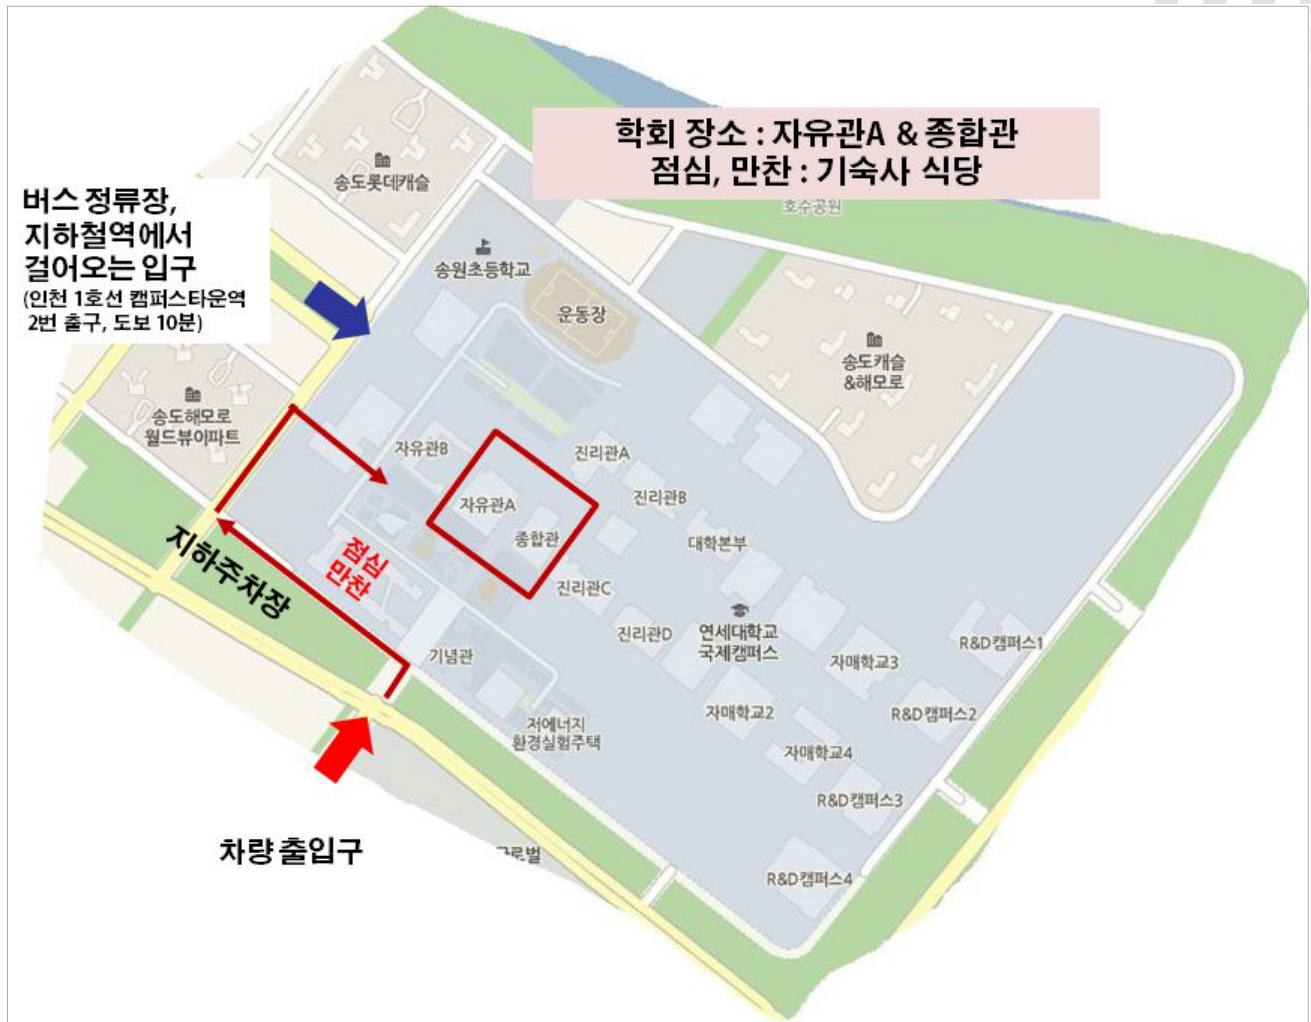 학회 장소 : 자유관A & 종합관
점심, 만찬 : 기숙사 식당
호수공원
송도롯데캐슬
버스 정류장,
지하철역에서
걸어오는 입구
(인천 1호선 캠퍼스타운역
2번 출구, 도보 10분)
송원초등학교
운동장
송도캐슬
&해모로
송도해모로
월드뷰이파트
자유관B
진리관A
자유관A
진리관B
종합관
대학본부
지하주차장
점심
만찬
진리관C
진리관D
연세대학교
국제캠퍼스
기념관
자매학교3
R&D캠퍼스1
자매학교2
R&D캠퍼스2
저에너지
환경실험주택
자매학교4
R&D캠퍼스3
차량 출입구
R&D캠퍼스4